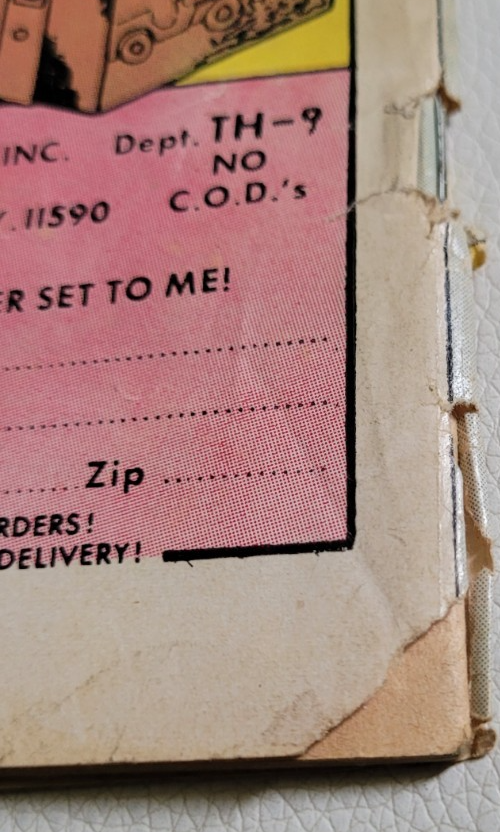 INC. Dept. TH-9
NO
Y. 11590 C.O.D.'s
ER SET TO ME!
Zip
RDERS!
DELIVERY!